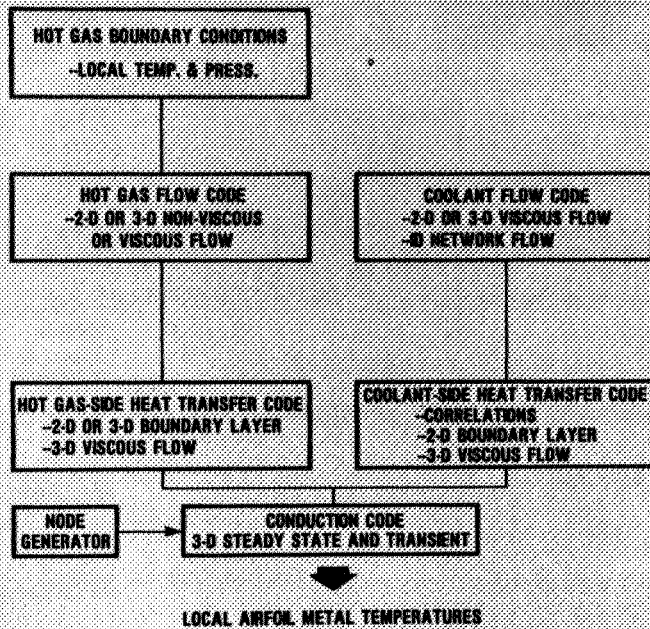 HOT GAS BOUNDARY CONDITIONS
-LOCAL TEMP. & PRESS.
HOT GAS FLOW CODE
-2-D OR 3-D NON-VISCOUS
OR VISCOUS FLOW
COOLANT FLOW CODE
-2-D OR 3-D VISCOUS FLOW
-ID NETWORK FLOW
HOT GAS-SIDE HEAT TRANSFER CODE
-2-D OR 3-D BOUNDARY LAYER
-3-D VISCOUS FLOW
COOLANT-SIDE HEAT TRANSFER CODE
-CORRELATIONS
-2-D BOUNDARY LAYER
-3-D VISCOUS FLOW
NODE
GENERATOR
CONDUCTION CODE
3-D STEADY STATE AND TRANSIENT
LOCAL AIRFOIL METAL TEMPERATURES